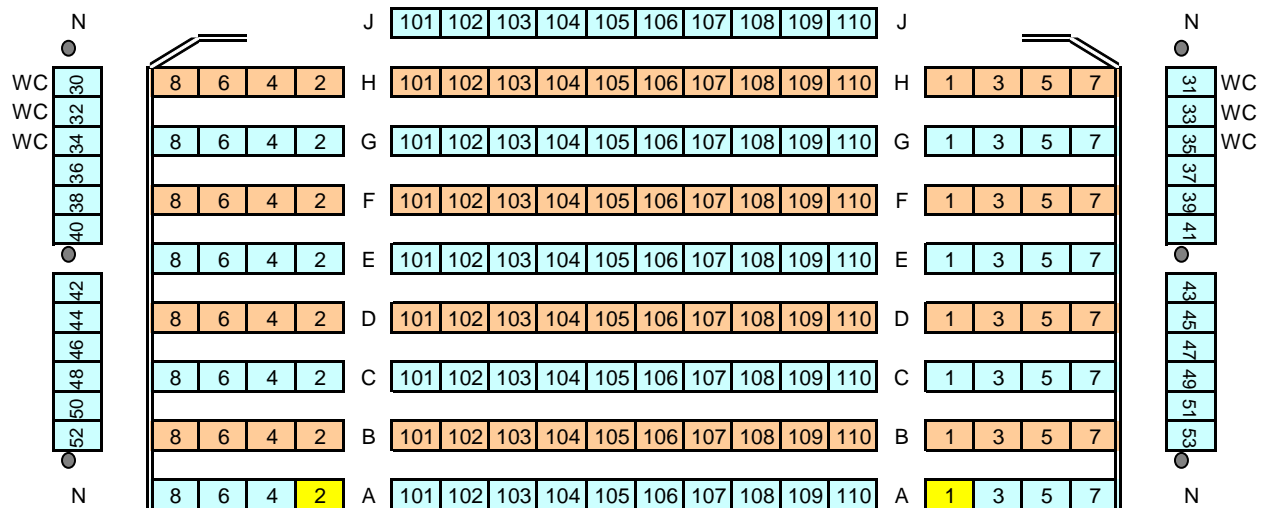 N J 101 102 103 104 105 106 107 108 109 110 J N
WC 30 8 6 4 2 H 101 102 103 104 105 106 107 108 109 110 H 1 3 5 7 31 WC
WC 32 33 WC
WC 34 8 6 4 2 G 101 102 103 104 105 106 107 108 109 110 G 1 3 5 7 35 WC
36 37
38 8 6 4 2 F 101 102 103 104 105 106 107 108 109 110 F 1 3 5 7 39
40 41
8 6 4 2 E 101 102 103 104 105 106 107 108 109 110 E 1 3 5 7
42 43
44 8 6 4 2 D 101 102 103 104 105 106 107 108 109 110 D 1 3 5 7 45
46 47
48 8 6 4 2 C 101 102 103 104 105 106 107 108 109 110 C 1 3 5 7 49
50 51
52 8 6 4 2 B 101 102 103 104 105 106 107 108 109 110 B 1 3 5 7 53
N 8 6 4 2 A 101 102 103 104 105 106 107 108 109 110 A 1 3 5 7 N